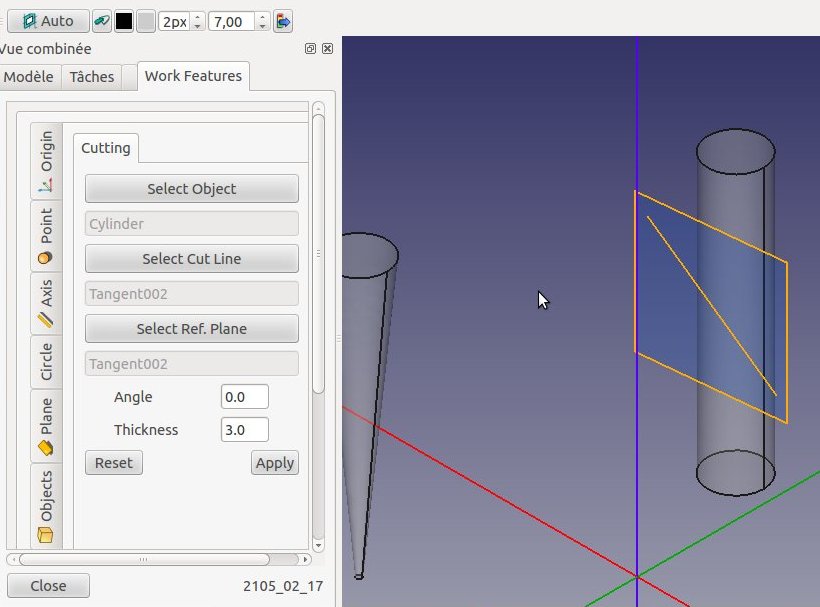 Auto 2px 7,00
Vue combinée
Modèle Tâches Work Features
Origin
Point
Axis
Circle
Plane
Objects
Cutting
Select Object
Cylinder
Select Cut Line
Tangent002
Select Ref. Plane
Tangent002
Angle 0.0
Thickness 3.0
Reset Apply
Close 2105_02_17